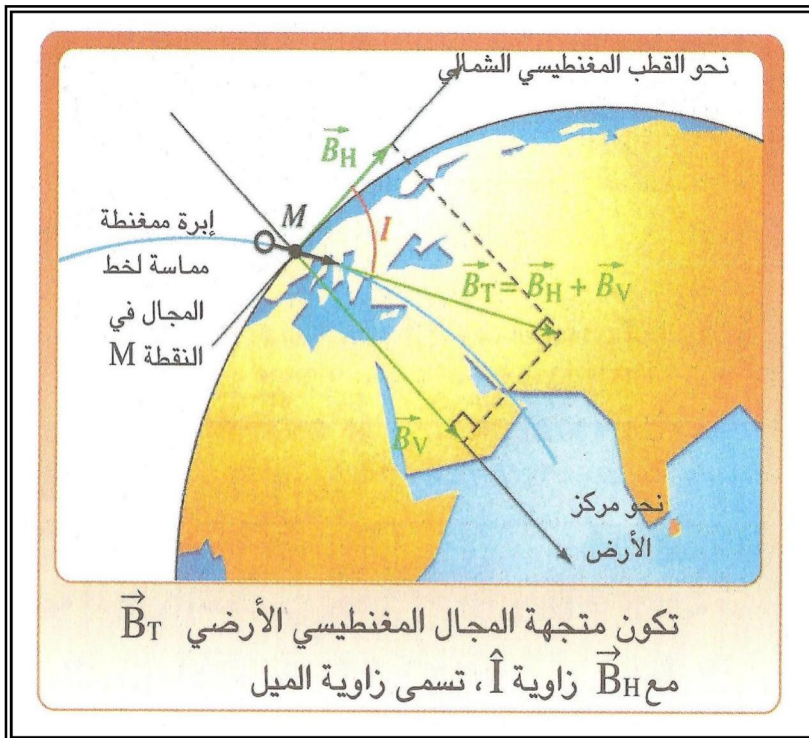 نحو القطب المغنطيسي الشمالي
B⃗H
M
I
إبرة ممغنطة
مماسة لخط
المجال في
النقطة M
B⃗T = B⃗H + B⃗V
B⃗V
نحو مركز
الأرض
تكون متجهة المجال المغنطيسي الأرضي B⃗T
مع B⃗H زاوية Î ، تسمى زاوية الميل